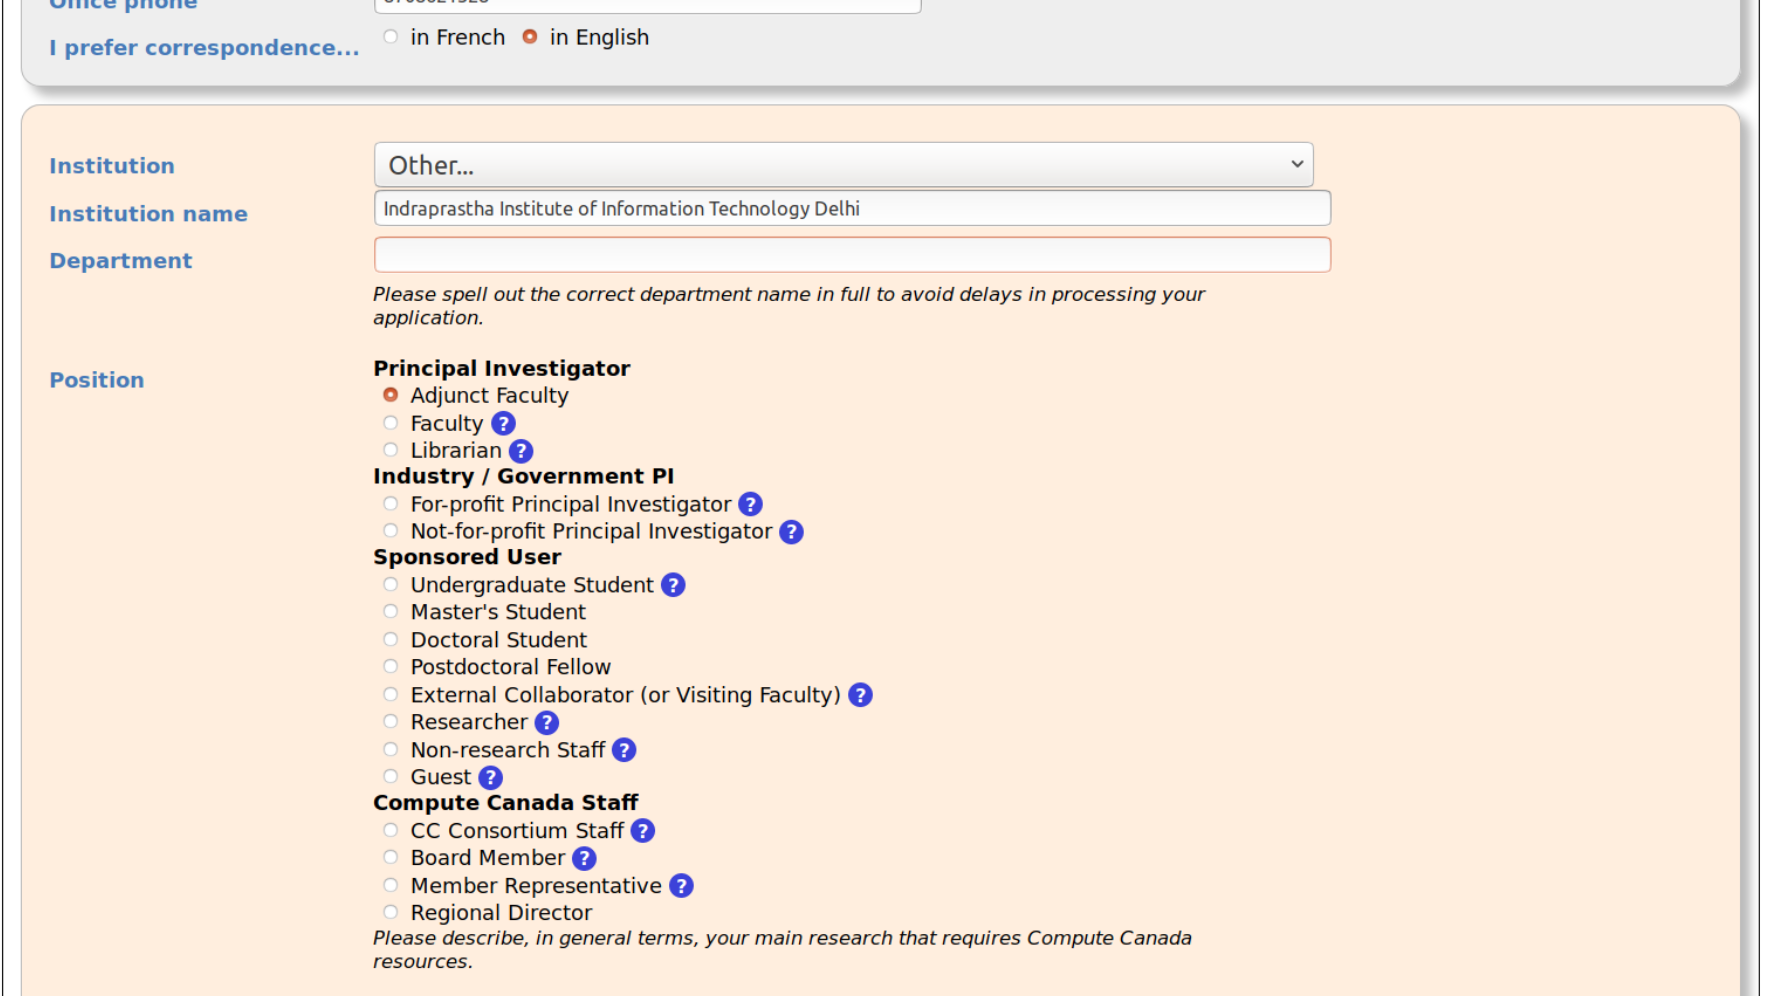 Office phone
I prefer correspondence...
in French in English
Institution
Other...
Institution name
Indraprastha Institute of Information Technology Delhi
Department
Please spell out the correct department name in full to avoid delays in processing your
application.
Position
Principal Investigator
Adjunct Faculty
Faculty ?
Librarian ?
Industry / Government PI
For-profit Principal Investigator ?
Not-for-profit Principal Investigator ?
Sponsored User
Undergraduate Student ?
Master's Student
Doctoral Student
Postdoctoral Fellow
External Collaborator (or Visiting Faculty) ?
Researcher ?
Non-research Staff ?
Guest ?
Compute Canada Staff
CC Consortium Staff ?
Board Member ?
Member Representative ?
Regional Director
Please describe, in general terms, your main research that requires Compute Canada
resources.